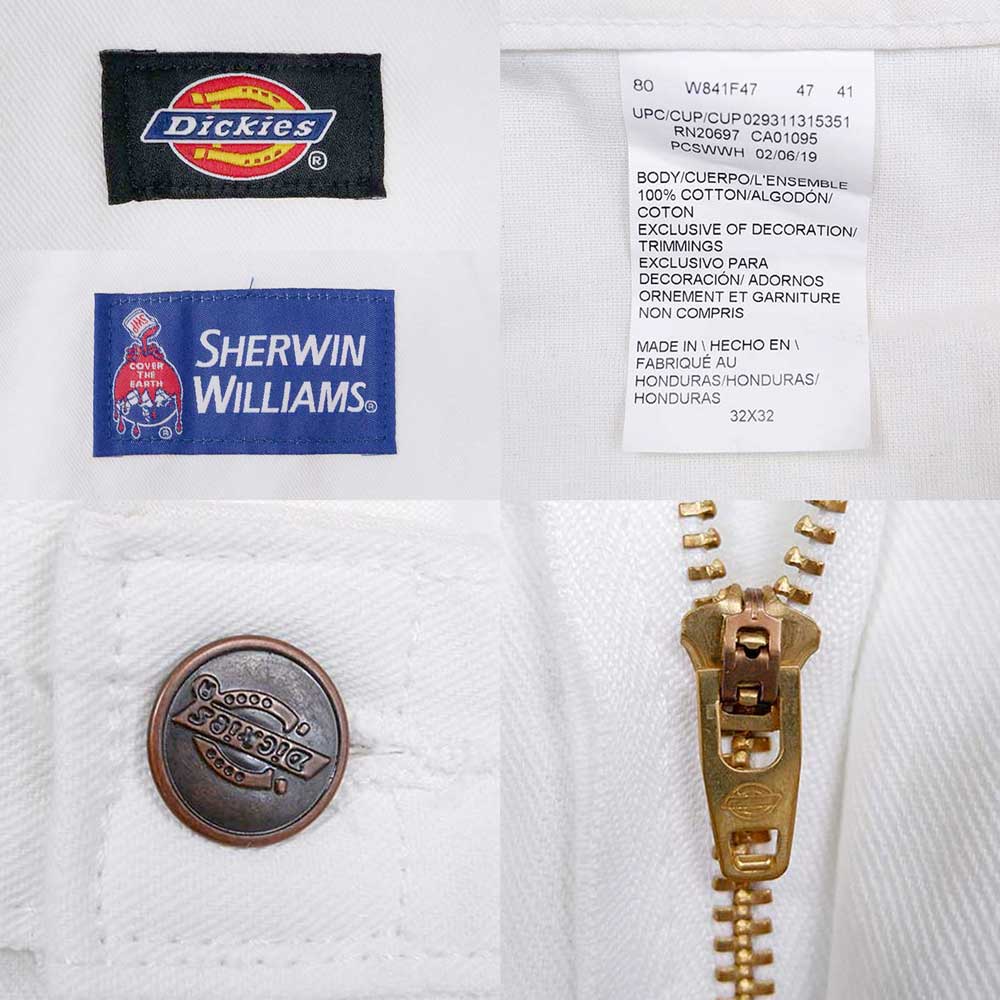 Dickies
®
SHERWIN
WILLIAMS®
SWP
COVER
THE
EARTH
®
80 W841F47 47 41
UPC/CUP/CUP029311315351
RN20697 CA01095
PCSWWH 02/06/19
BODY/CUERPO/L'ENSEMBLE
100% COTTON/ALGODÓN/
COTON
EXCLUSIVE OF DECORATION/
TRIMMINGS
EXCLUSIVO PARA
DECORACIÓN/ ADORNOS
ORNEMENT ET GARNITURE
NON COMPRIS
MADE IN \ HECHO EN \
FABRIQUÉ AU
HONDURAS/HONDURAS/
HONDURAS
32X32
Dickies
®